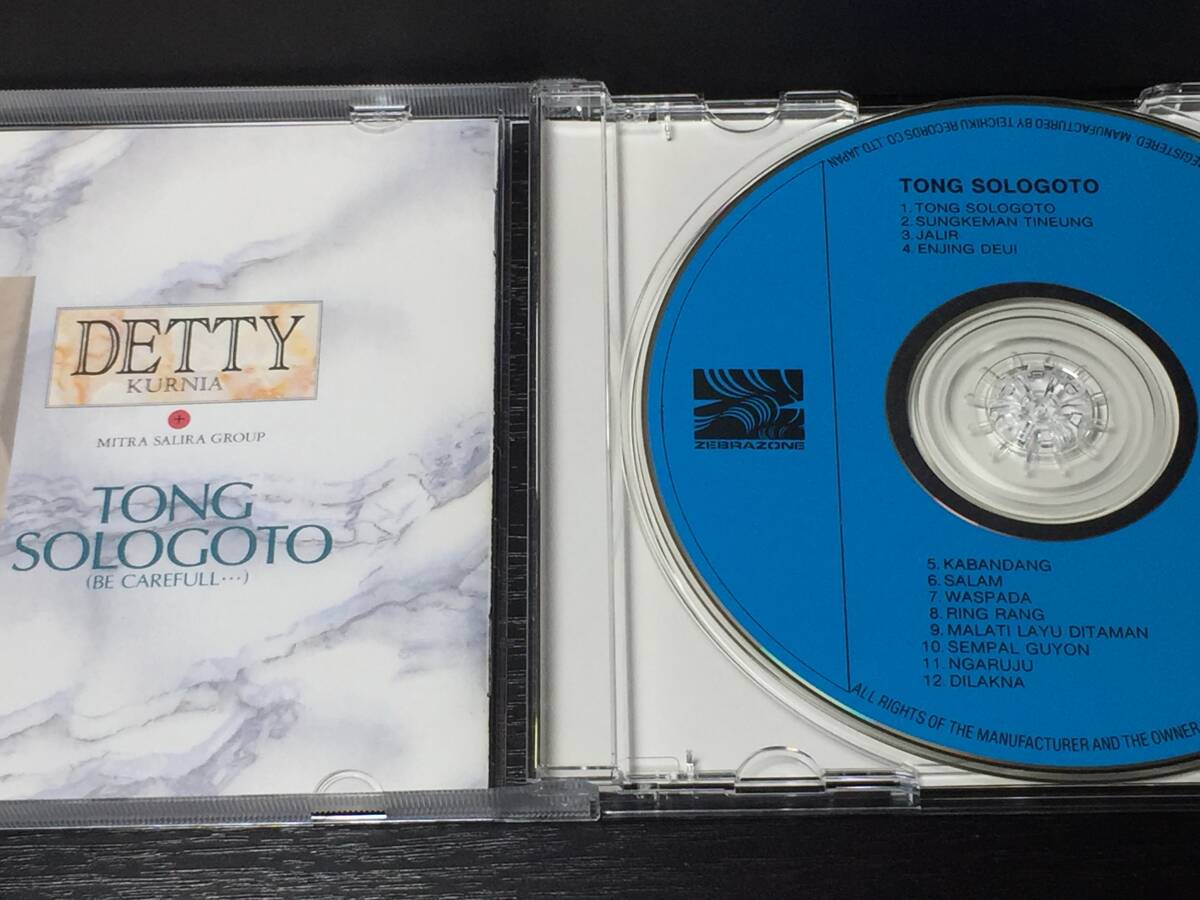 DETTY
KURNIA
+
MITRA SALIRA GROUP
TONG
SOLOGOTO
(BE CAREFULL…)
REGISTERED. MANUFACTURED BY TEICHIKU RECORDS CO., LTD. JAPAN
TONG SOLOGOTO
1. TONG SOLOGOTO
2. SUNGKEMAN TINEUNG
3. JALIR
4. ENJING DEUI
ZEBRAZONE
5. KABANDANG
6. SALAM
7. WASPADA
8. RING RANG
9. MALATI LAYU DITAMAN
10. SEMPAL GUYON
11. NGARUJU
12. DILAKNA
ALL RIGHTS OF THE MANUFACTURER AND THE OWNER